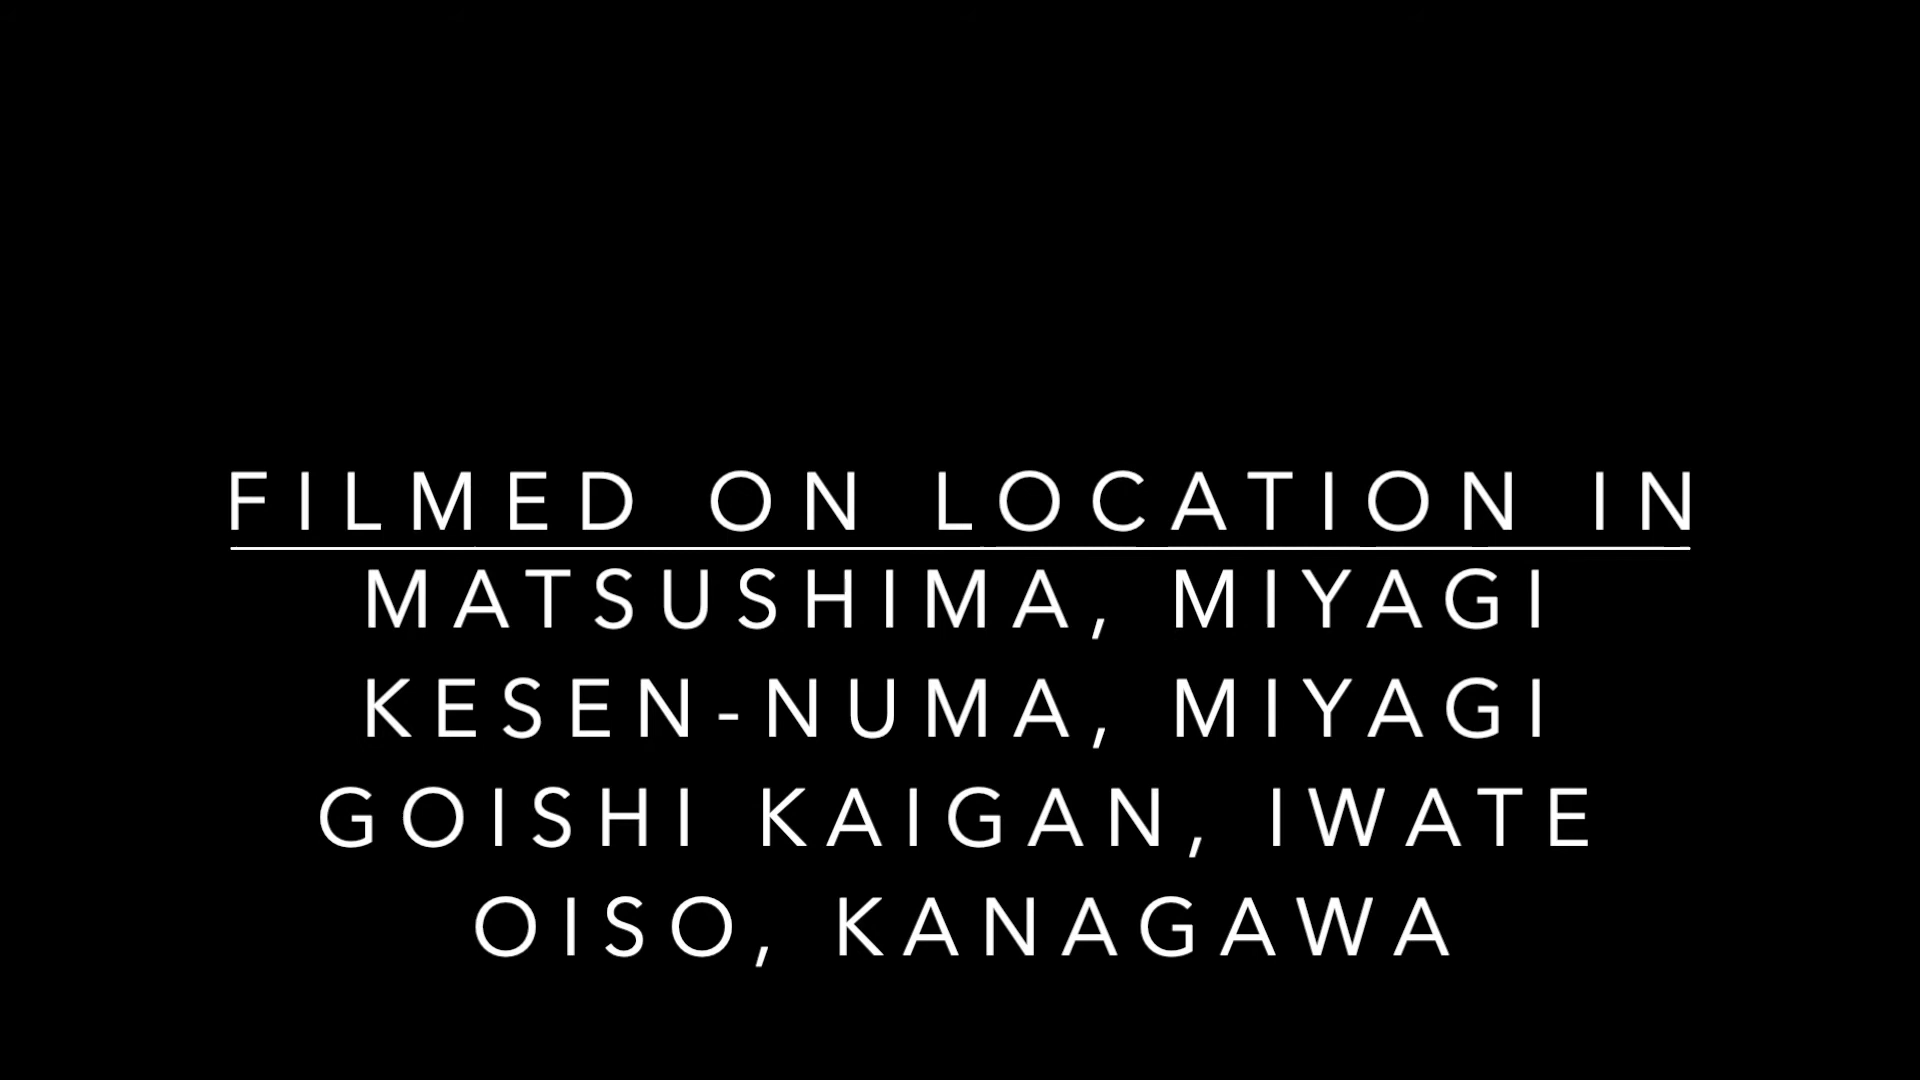 FILMED ON LOCATION IN
MATSUSHIMA, MIYAGI
KESEN-NUMA, MIYAGI
GOISHI KAIGAN, IWATE
OISO, KANAGAWA